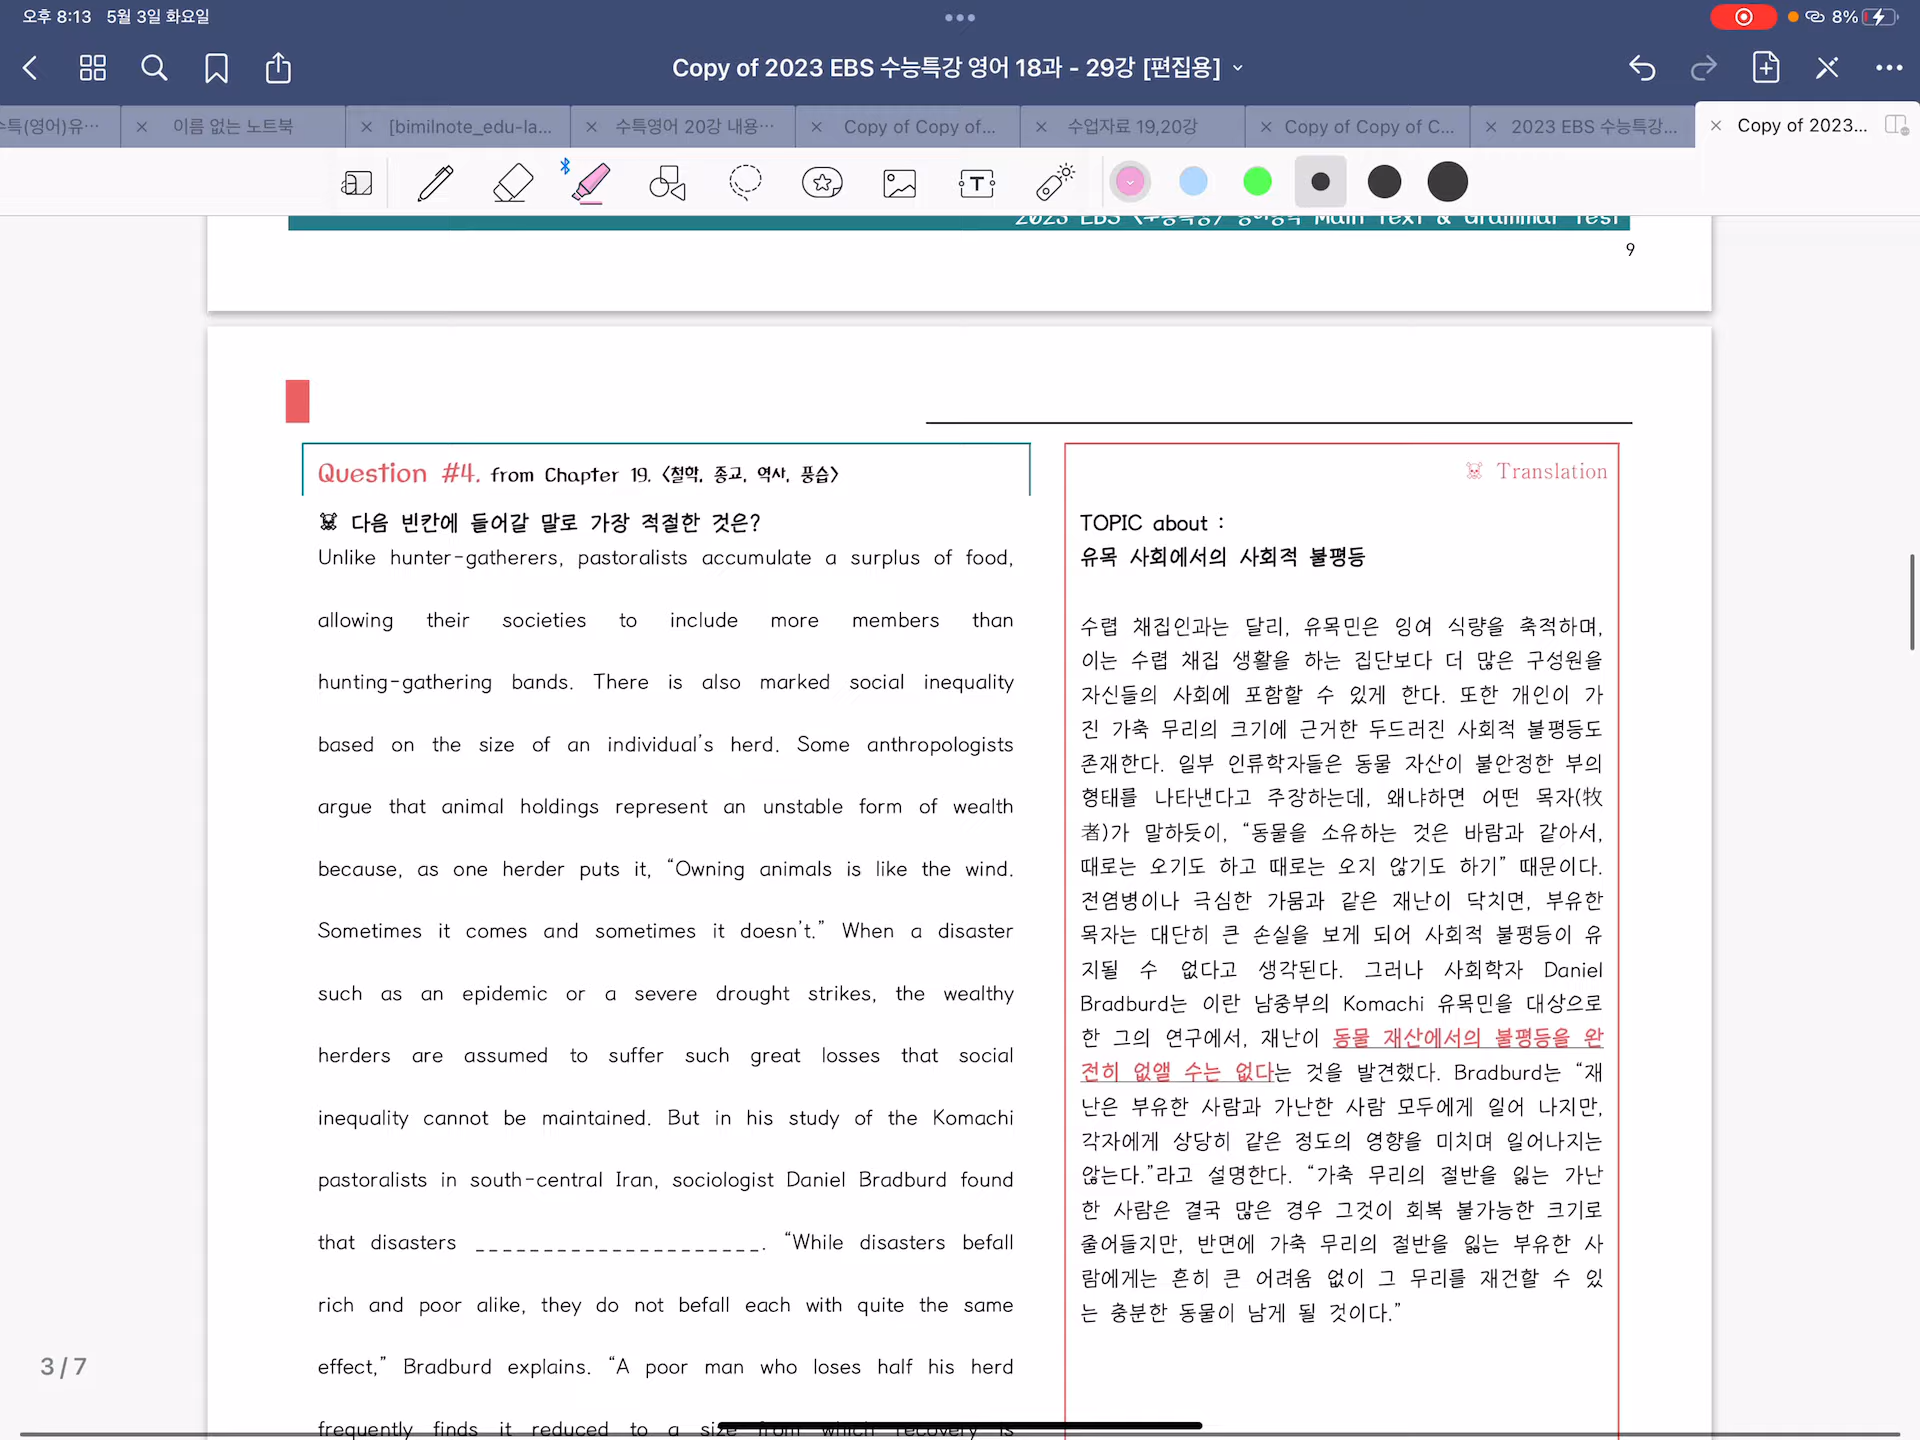 오후 8:13 5월 3일 화요일
8%
Copy of 2023 EBS 수능특강 영어 18과 - 29강 [편집용]
특(영어)유···
이름 없는 노트북
[bimilnote_edu-la...
수특영어 20강 내용···
Copy of Copy of...
수업자료 19,20강
Copy of Copy of C...
2023 EBS 수능특강...
Copy of 2023...
2023 EBS <수능특강> 영어영역 Main Text & Grammar Test
9
Question #4. from Chapter 19. <철학, 종교, 역사, 풍습>
다음 빈칸에 들어갈 말로 가장 적절한 것은?
Unlike hunter-gatherers, pastoralists accumulate a surplus of food,
allowing their societies to include more members than
hunting-gathering bands. There is also marked social inequality
based on the size of an individual's herd. Some anthropologists
argue that animal holdings represent an unstable form of wealth
because, as one herder puts it, “Owning animals is like the wind.
Sometimes it comes and sometimes it doesn't.” When a disaster
such as an epidemic or a severe drought strikes, the wealthy
herders are assumed to suffer such great losses that social
inequality cannot be maintained. But in his study of the Komachi
pastoralists in south-central Iran, sociologist Daniel Bradburd found
that disasters _____________________. “While disasters befall
rich and poor alike, they do not befall each with quite the same
effect,” Bradburd explains. “A poor man who loses half his herd
frequently finds it reduced to a size from which recovery is
Translation
TOPIC about :
유목 사회에서의 사회적 불평등
수렵 채집인과는 달리, 유목민은 잉여 식량을 축적하며,
이는 수렵 채집 생활을 하는 집단보다 더 많은 구성원을
자신들의 사회에 포함할 수 있게 한다. 또한 개인이 가
진 가축 무리의 크기에 근거한 두드러진 사회적 불평등도
존재한다. 일부 인류학자들은 동물 자산이 불안정한 부의
형태를 나타낸다고 주장하는데, 왜냐하면 어떤 목자(牧
者)가 말하듯이, “동물을 소유하는 것은 바람과 같아서,
때로는 오기도 하고 때로는 오지 않기도 하기” 때문이다.
전염병이나 극심한 가뭄과 같은 재난이 닥치면, 부유한
목자는 대단히 큰 손실을 보게 되어 사회적 불평등이 유
지될 수 없다고 생각된다. 그러나 사회학자 Daniel
Bradburd는 이란 남중부의 Komachi 유목민을 대상으로
한 그의 연구에서, 재난이 동물 재산에서의 불평등을 완
전히 없앨 수는 없다는 것을 발견했다. Bradburd는 “재
난은 부유한 사람과 가난한 사람 모두에게 일어 나지만,
각자에게 상당히 같은 정도의 영향을 미치며 일어나지는
않는다.”라고 설명한다. “가축 무리의 절반을 잃는 가난
한 사람은 결국 많은 경우 그것이 회복 불가능한 크기로
줄어들지만, 반면에 가축 무리의 절반을 잃는 부유한 사
람에게는 흔히 큰 어려움 없이 그 무리를 재건할 수 있
는 충분한 동물이 남게 될 것이다.”
3/7